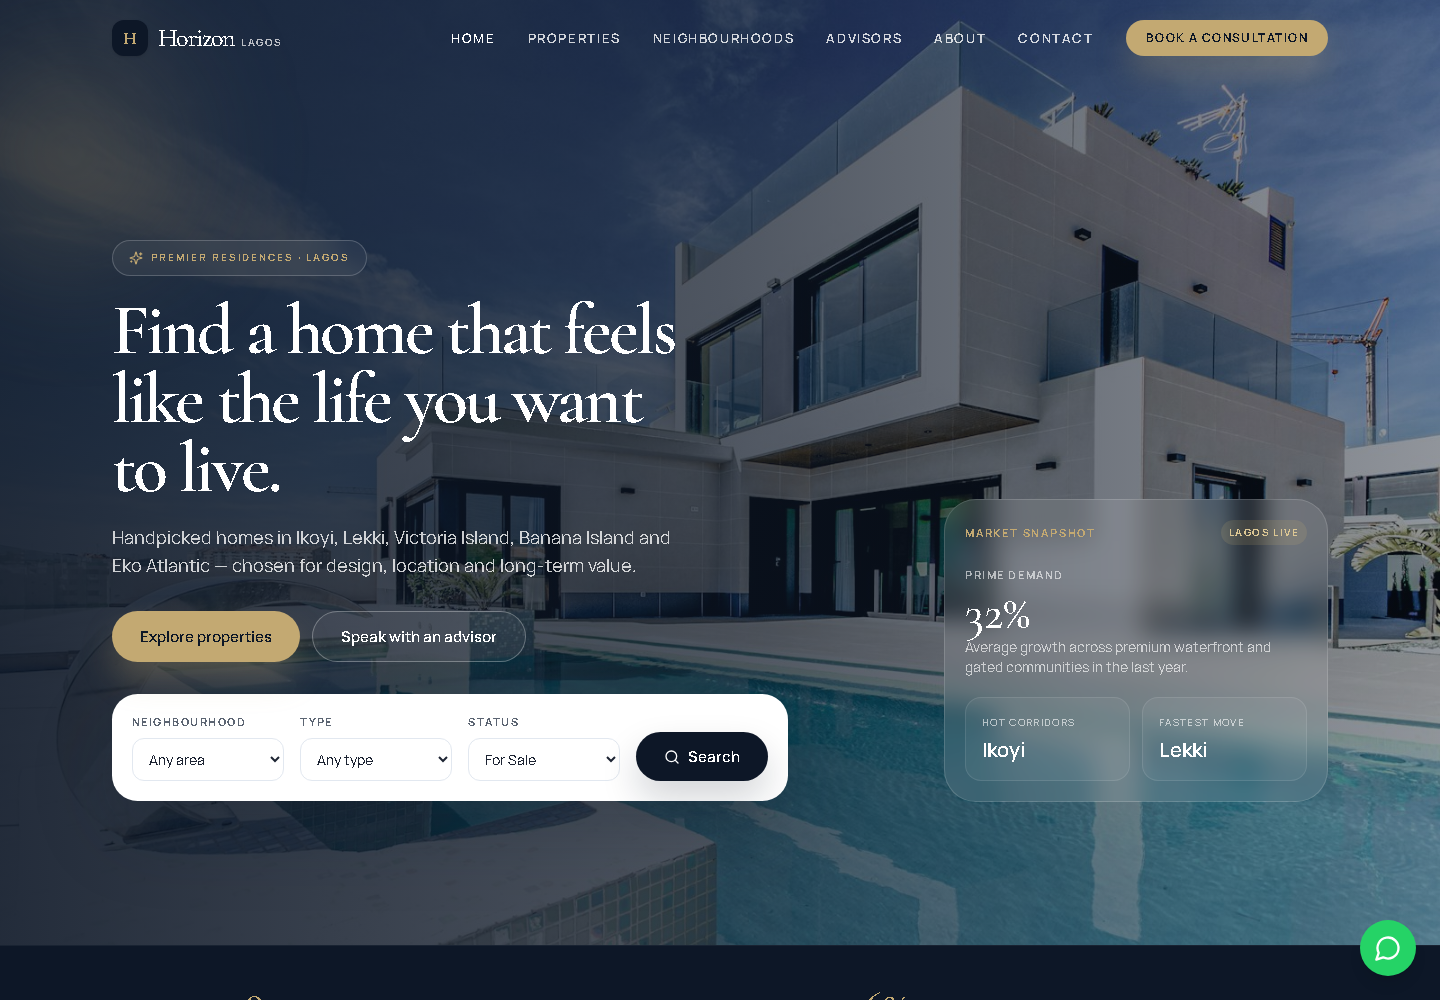 H Horizon LAGOS
HOME PROPERTIES NEIGHBOURHOODS ADVISORS ABOUT CONTACT BOOK A CONSULTATION
PREMIER RESIDENCES · LAGOS
Find a home that feels
like the life you want
to live.
Handpicked homes in Ikoyi, Lekki, Victoria Island, Banana Island and
Eko Atlantic — chosen for design, location and long-term value.
Explore properties
Speak with an advisor
NEIGHBOURHOOD TYPE STATUS
Any area Any type For Sale Search
MARKET SNAPSHOT LAGOS LIVE
PRIME DEMAND
32%
Average growth across premium waterfront and
gated communities in the last year.
HOT CORRIDORS
Ikoyi
FASTEST MOVE
Lekki